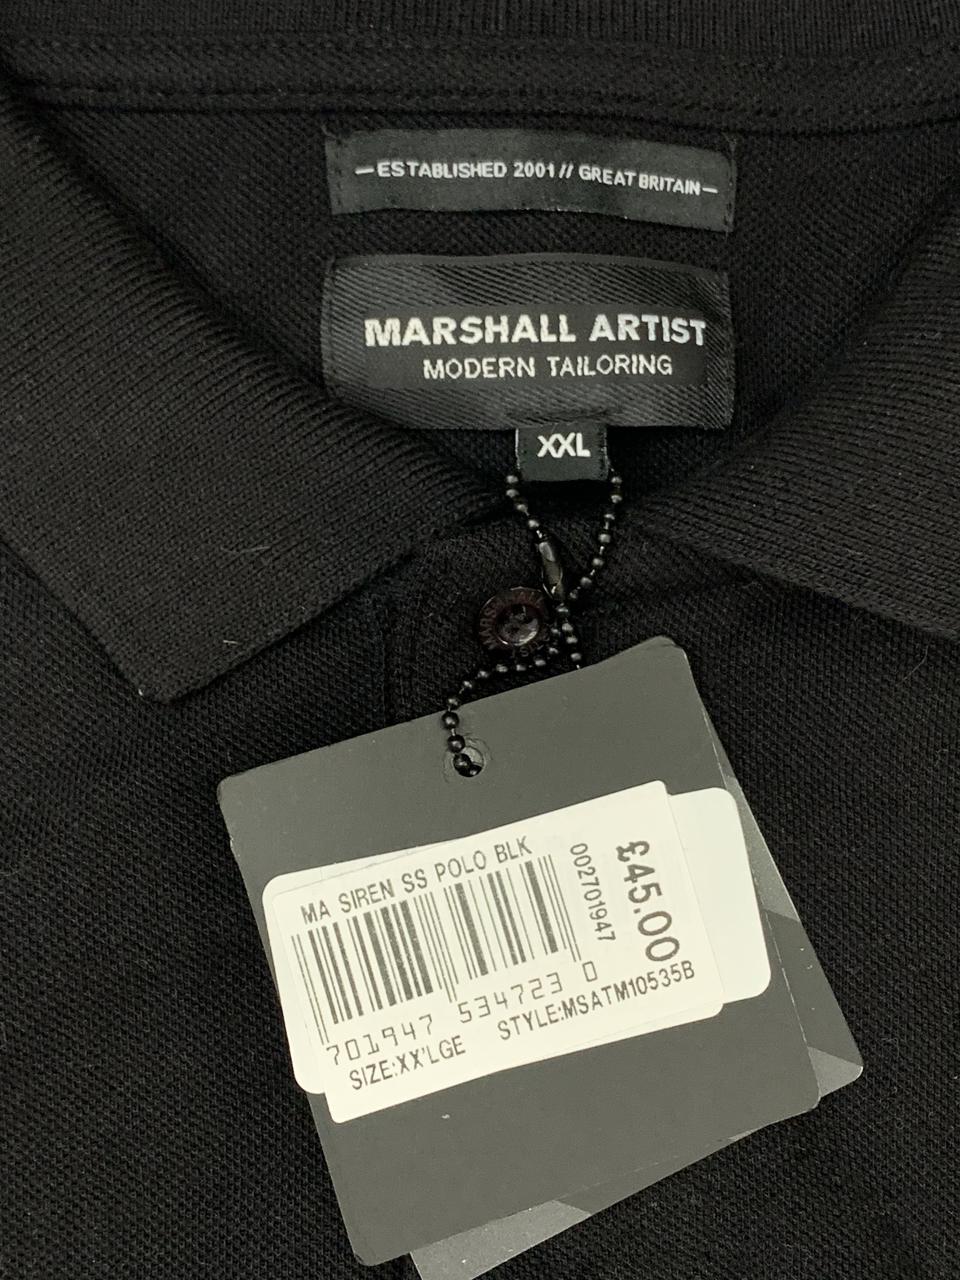 —ESTABLISHED 2001 // GREAT BRITAIN—
MARSHALL ARTIST
MODERN TAILORING
XXL
MA SIREN SS POLO BLK
701947 534723 0
002701947
£45.00
SIZE:XX'LGE STYLE:MSATM10535B